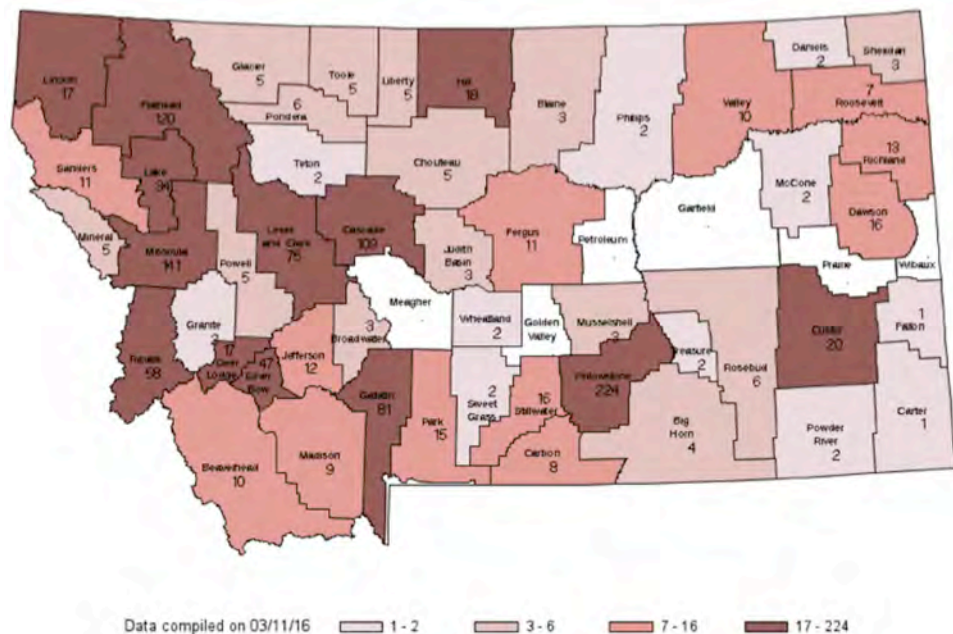 Lincoln
17
Flathead
120
Glacier
5
Toole
5
Liberty
5
Hill
18
Blaine
3
Phillips
2
Valley
10
Daniels
2
Sheridan
3
7
Roosevelt
6
Pondera
Sanders
11
Lake
Teton
2
Chouteau
5
13
Richland
McCone
2
Garfield
Dawson
16
Mineral
5
Missoula
141
Powell
5
Lewis
and Clark
75
Cascade
109
Judith
Basin
3
Fergus
11
Petroleum
Prairie
Wibaux
Meagher
Granite
Wheatland
2
Golden
Valley
Musselshell
3
Custer
20
1
Fallon
Ravalli
58
17
Deer
Lodge
47
Silver
Bow
Jefferson
12
3
Broadwater
Gallatin
81
Park
15
2
Sweet
Grass
16
Stillwater
Yellowstone
224
Treasure
2
Rosebud
6
Beaverhead
10
Madison
9
Carbon
8
Big
Horn
4
Powder
River
2
Carter
1
Data compiled on 03/11/16 1 - 2 3 - 6 7 - 16 17 - 224